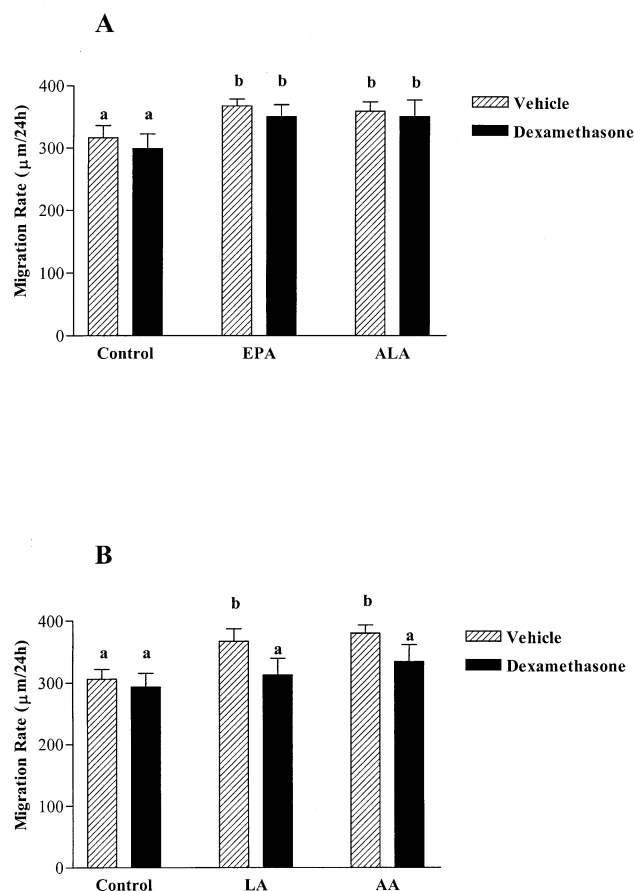 A
Migration Rate (μm/24h)
400
300
200
100
0
a a b b b b
Control EPA ALA
Vehicle
Dexamethasone
B
Migration Rate (μm/24h)
400
300
200
100
0
a a b a b a
Control LA AA
Vehicle
Dexamethasone